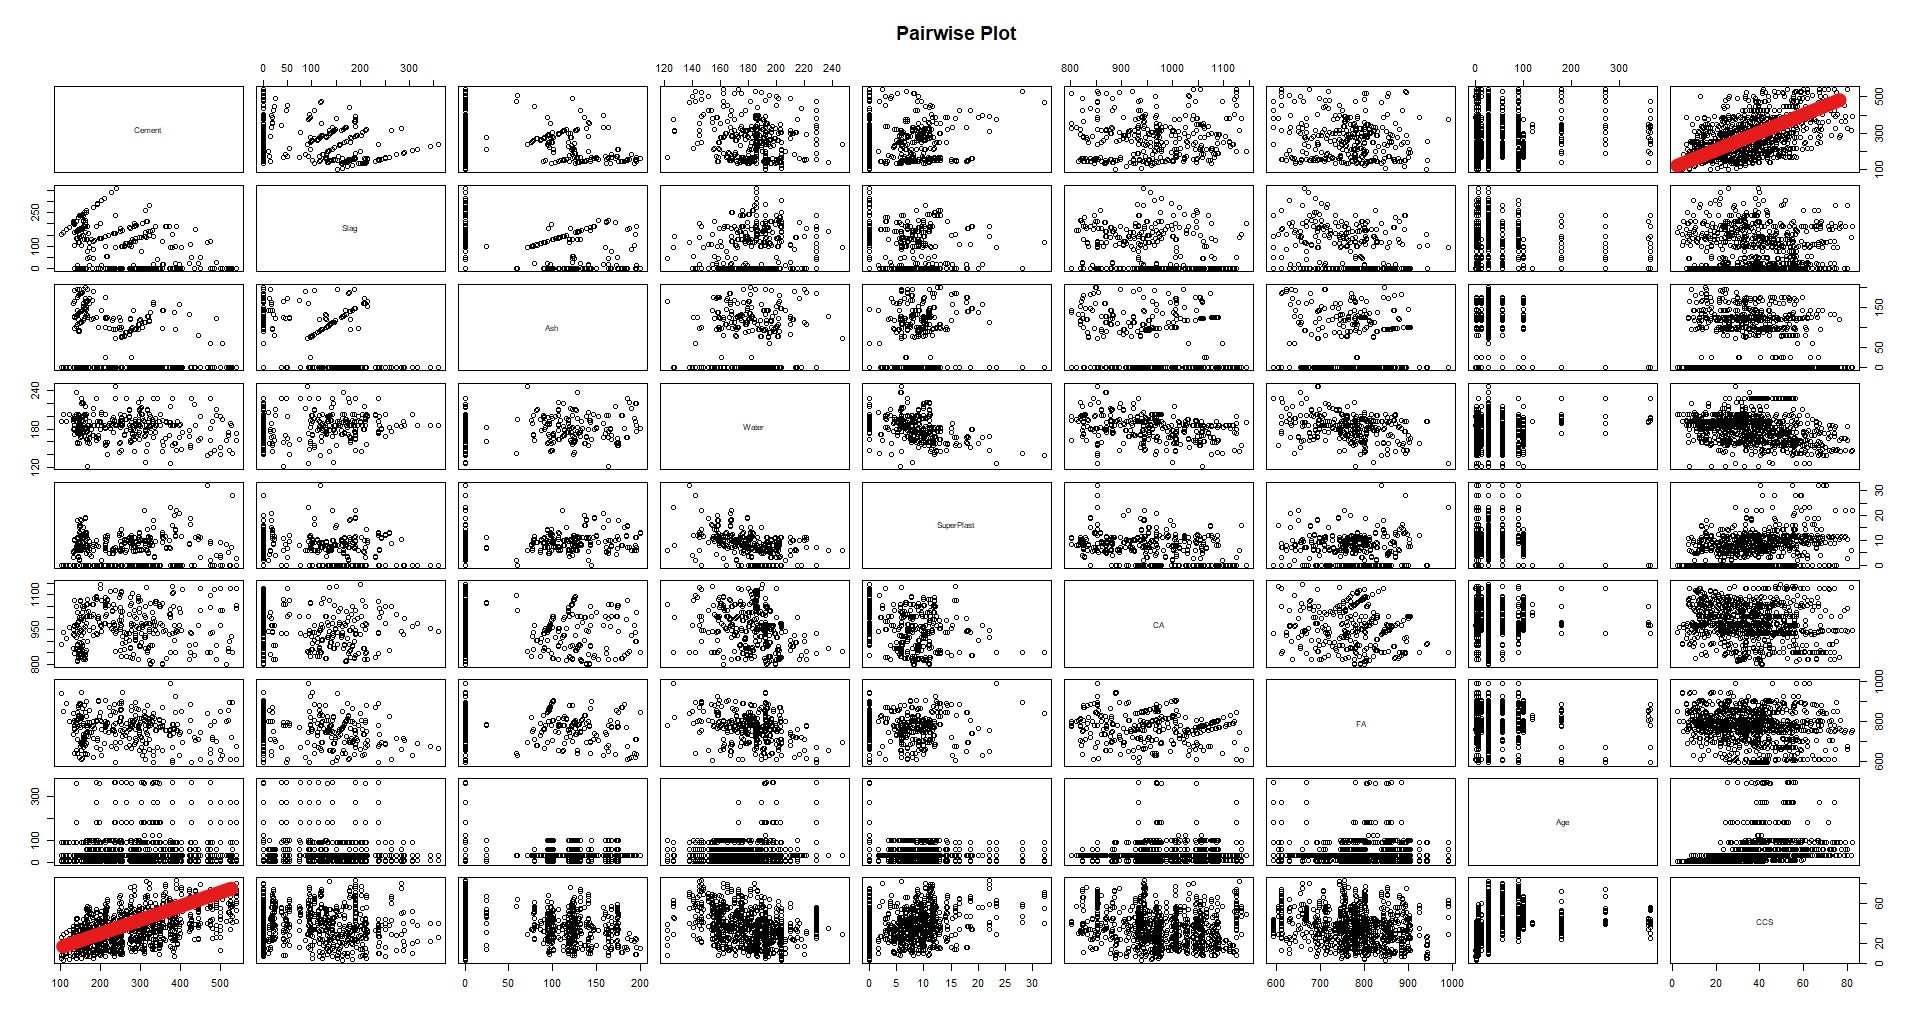 Pairwise Plot
0 50 100 200 300 120 140 160 180 200 220 240 800 900 1000 1100 0 100 200 300
Cement 100 300 500
0 100 250 Slag
Ash 0 50 150
120 180 240 Water
SuperPlast 0 10 20 30
800 950 1100 CA
FA 600 800 1000
0 100 300 Age
CCS 0 20 40 60
100 200 300 400 500 0 50 100 150 200 0 5 10 15 20 25 30 600 700 800 900 1000 0 20 40 60 80